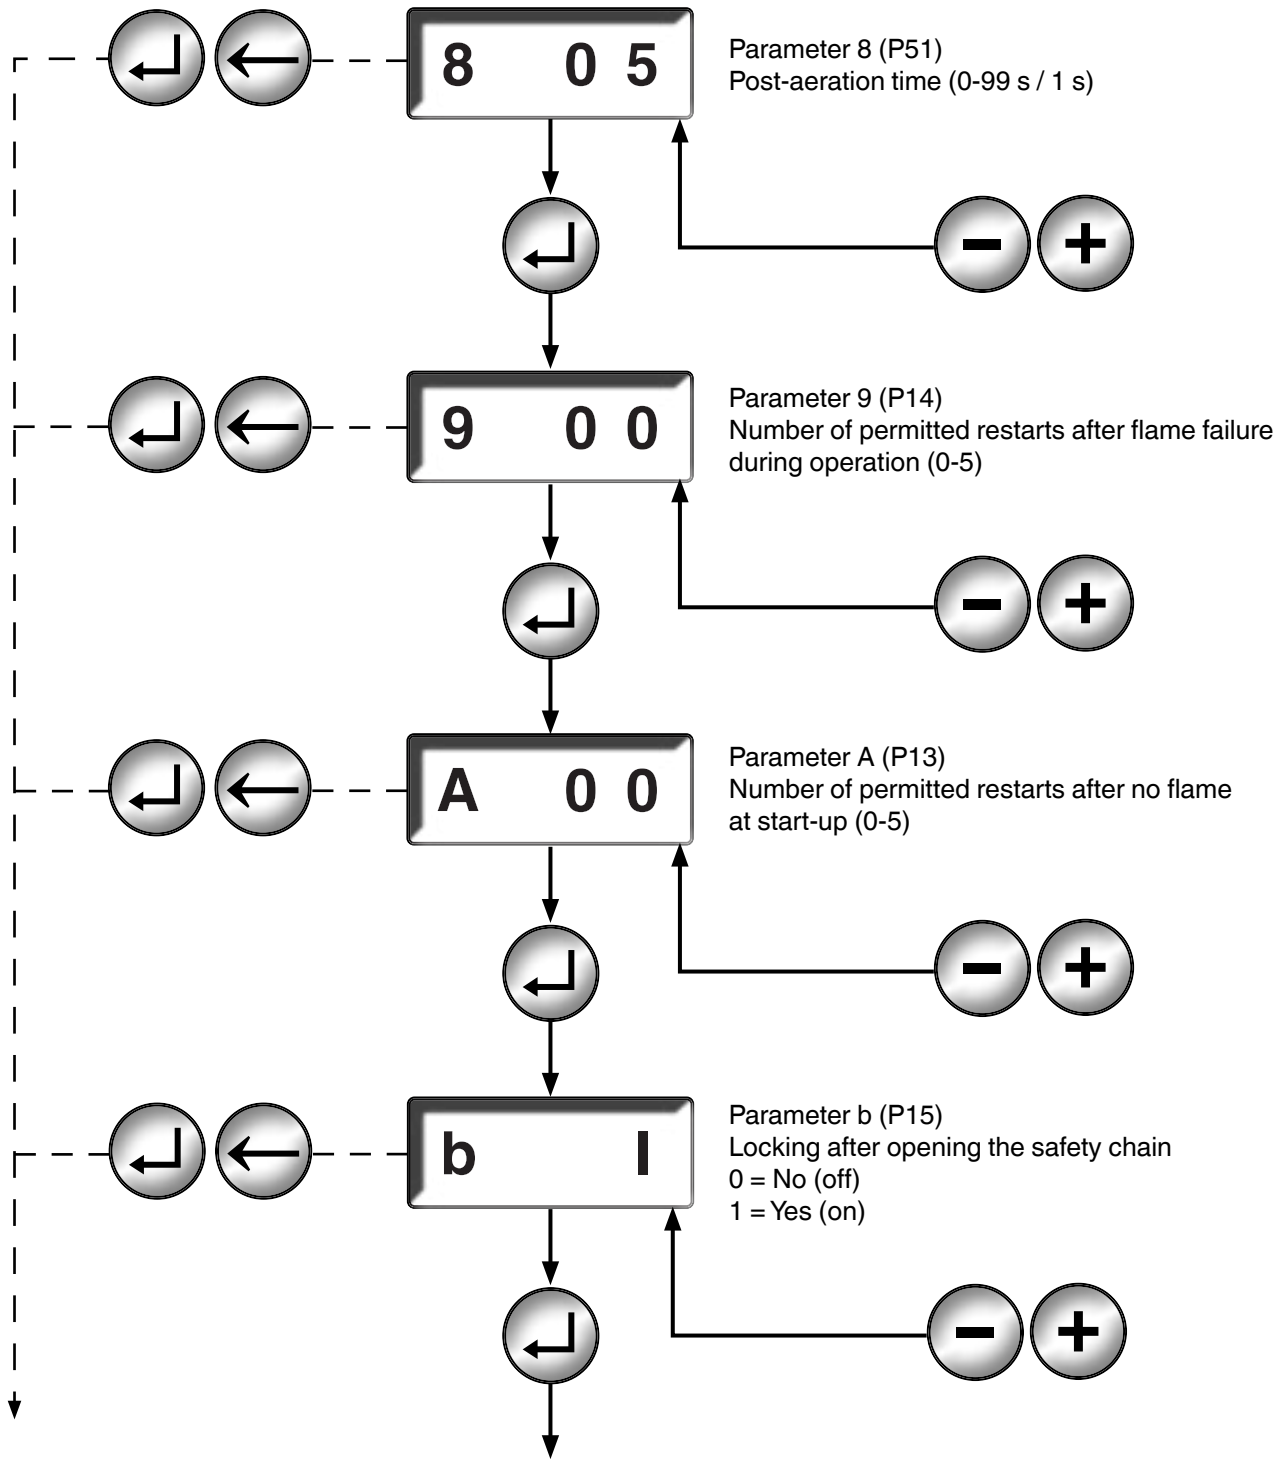 8 0 5
Parameter 8 (P51)
Post-aeration time (0-99 s / 1 s)
− +
9 0 0
Parameter 9 (P14)
Number of permitted restarts after flame failure
during operation (0-5)
− +
A 0 0
Parameter A (P13)
Number of permitted restarts after no flame
at start-up (0-5)
− +
b I
Parameter b (P15)
Locking after opening the safety chain
0 = No (off)
1 = Yes (on)
− +